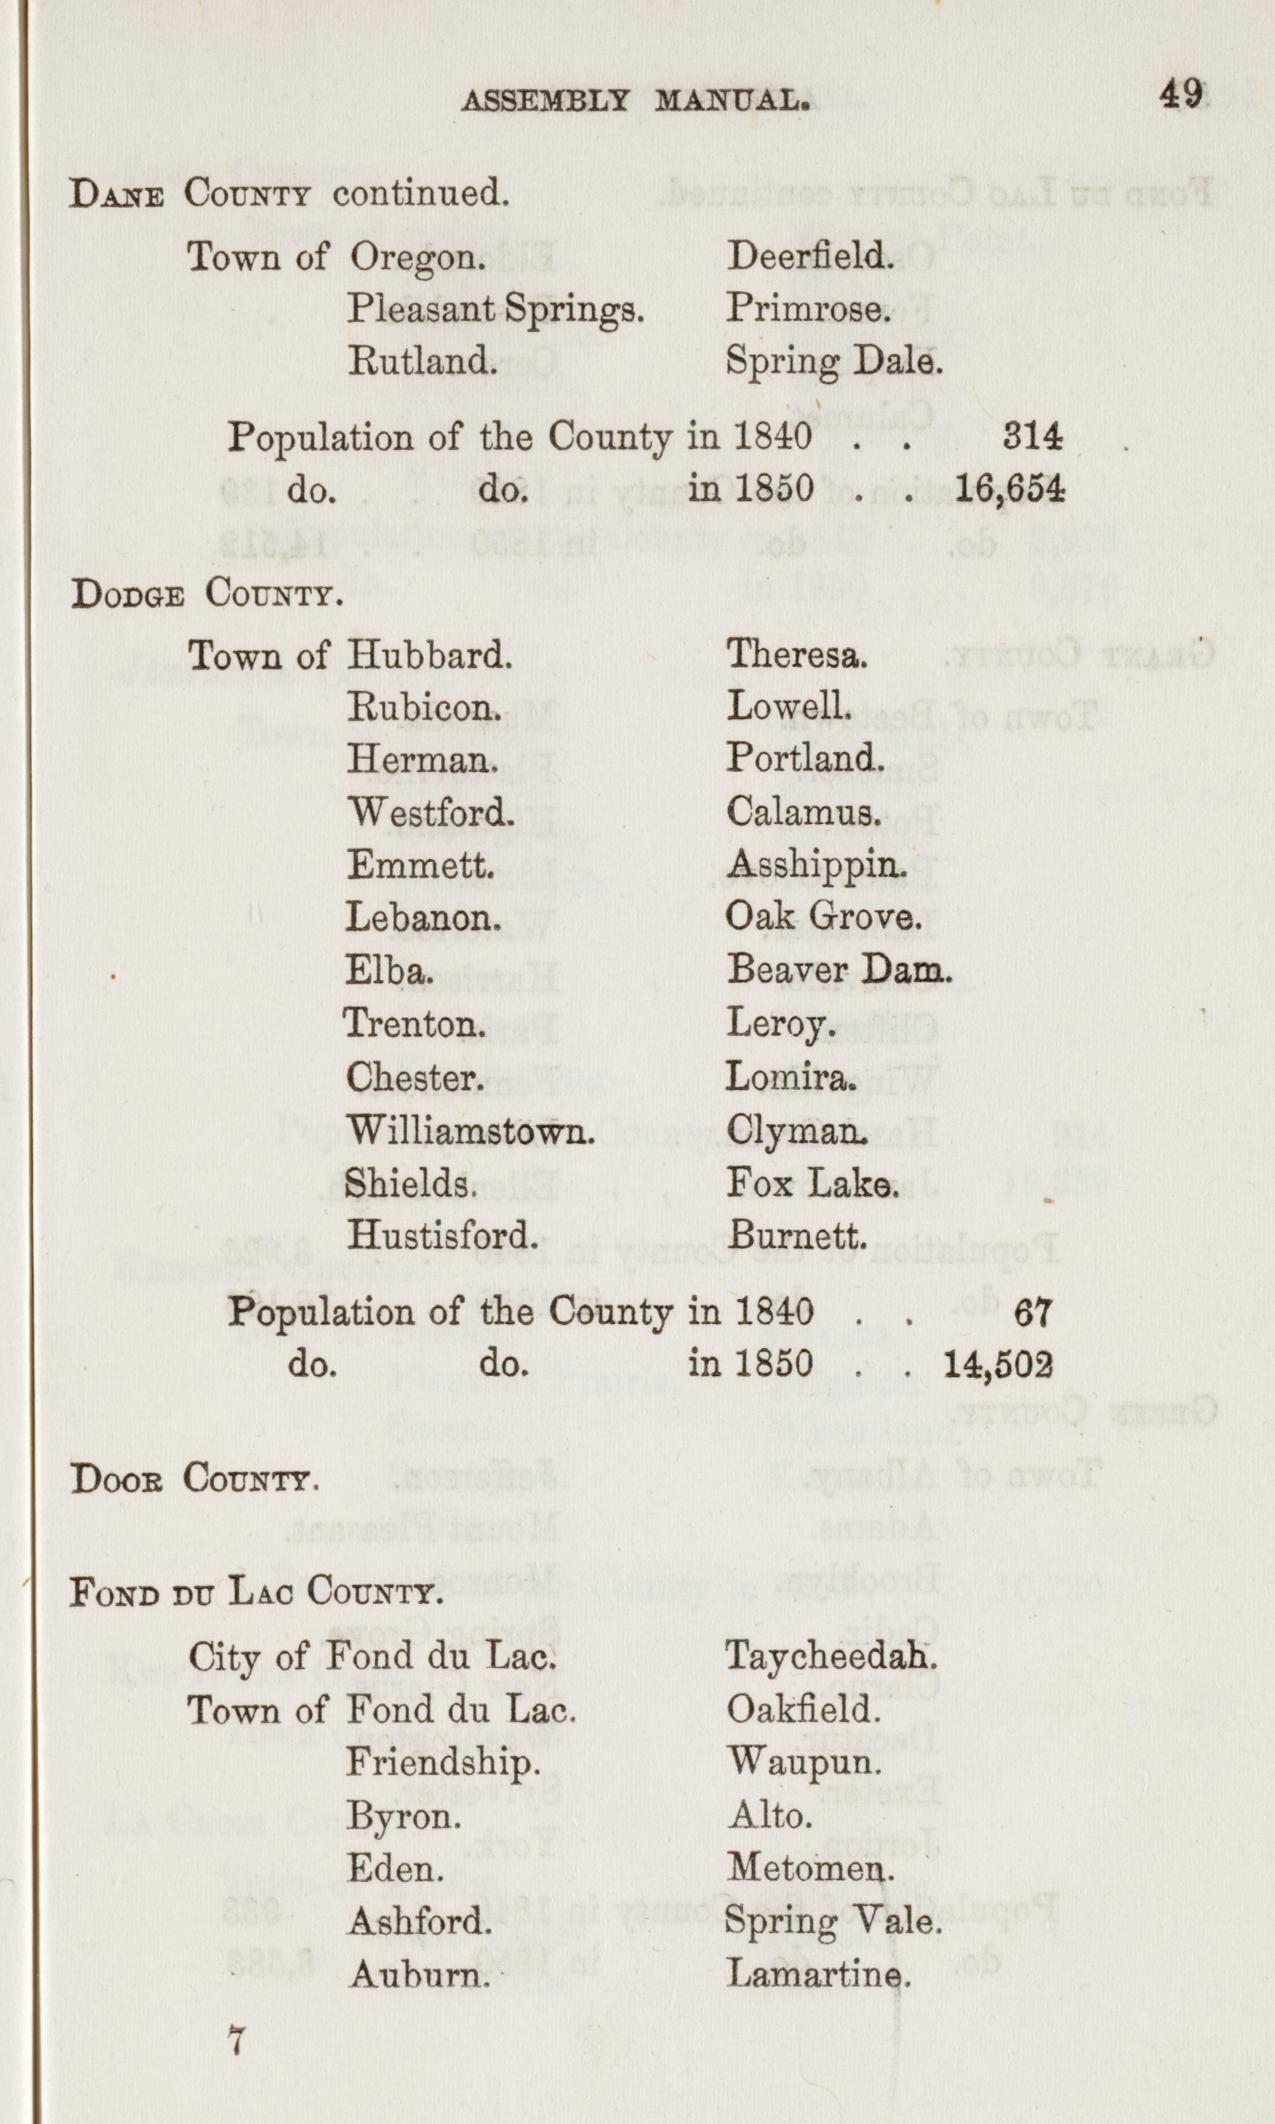 ASSEMBLY MANUAL. 49
DANE COUNTY continued.
Town of Oregon. Deerfield.
Pleasant Springs. Primrose.
Rutland. Spring Dale.
Population of the County in 1840 . . 314
do. do. in 1850 . . 16,654
DODGE COUNTY.
Town of Hubbard. Theresa.
Rubicon. Lowell.
Herman. Portland.
Westford. Calamus.
Emmett. Asshippin.
Lebanon. Oak Grove.
Elba. Beaver Dam.
Trenton. Leroy.
Chester. Lomira.
Williamstown. Clyman.
Shields. Fox Lake.
Hustisford. Burnett.
Population of the County in 1840 . . 67
do. do. in 1850 . . 14,502
DOOR COUNTY.
FOND DU LAC COUNTY.
City of Fond du Lac. Taycheedah.
Town of Fond du Lac. Oakfield.
Friendship. Waupun.
Byron. Alto.
Eden. Metomen.
Ashford. Spring Vale.
Auburn. Lamartine.
7